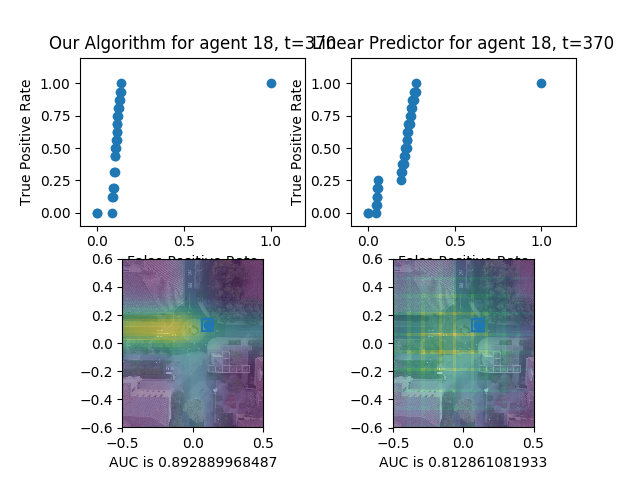 Our Algorithm for agent 18, t=370
Linear Predictor for agent 18, t=370
True Positive Rate
1.00
0.75
0.50
0.25
0.00
0.0 0.5 1.0
False Positive Rate
True Positive Rate
1.00
0.75
0.50
0.25
0.00
0.0 0.5 1.0
False Positive Rate
0.6
0.4
0.2
0.0
−0.2
−0.4
−0.6
−0.5 0.0 0.5
AUC is 0.892889968487
0.6
0.4
0.2
0.0
−0.2
−0.4
−0.6
−0.5 0.0 0.5
AUC is 0.812861081933